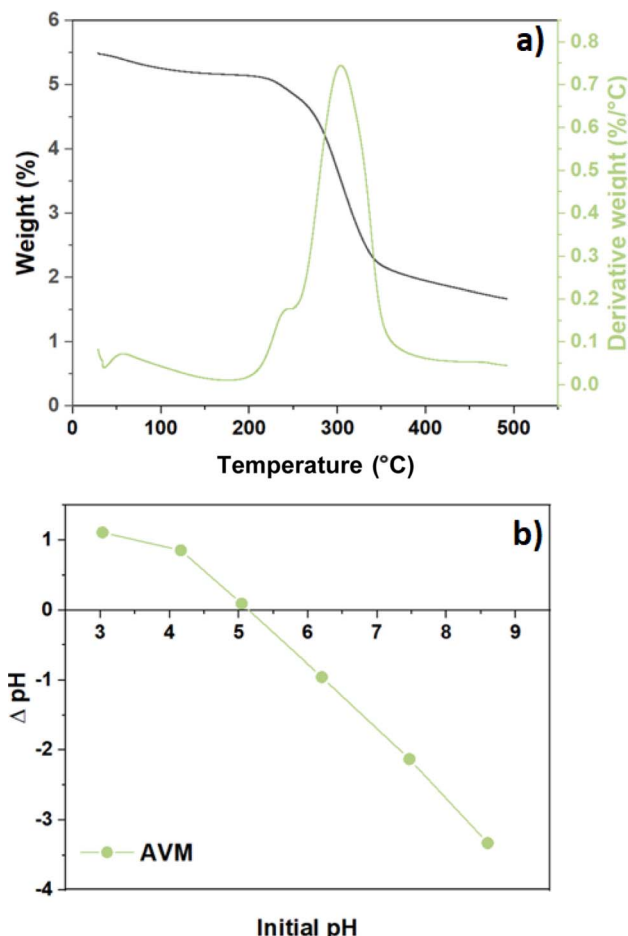 a)
6
5
4
3
2
1
0
Weight (%)
0.8
0.7
0.6
0.5
0.4
0.3
0.2
0.1
0.0
Derivative weight (%/°C)
0 100 200 300 400 500
Temperature (°C)
b)
1
0
-1
-2
-3
-4
Δ pH
3 4 5 6 7 8 9
AVM
Initial pH